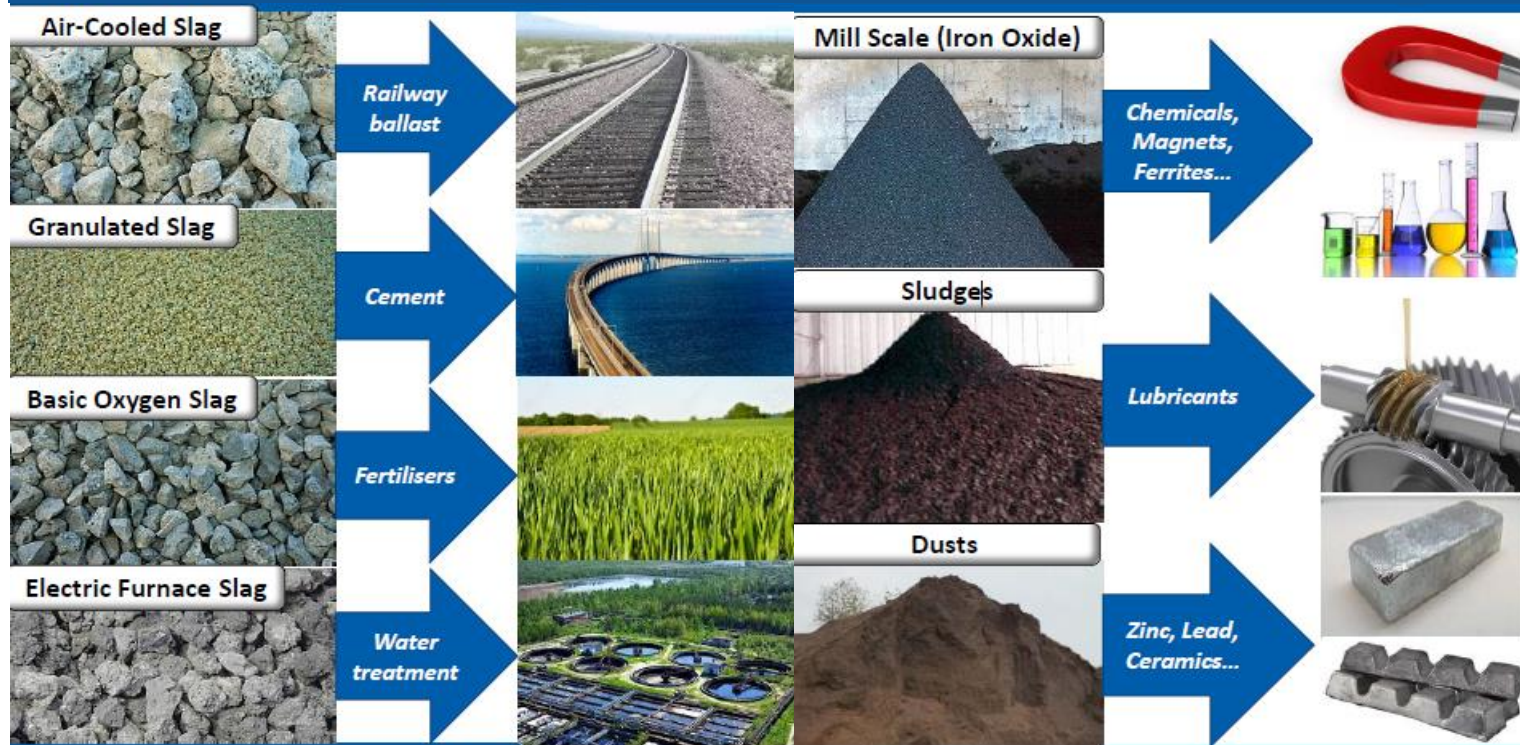 Air-Cooled Slag
Railway
ballast
Granulated Slag
Cement
Basic Oxygen Slag
Fertilisers
Electric Furnace Slag
Water
treatment
Mill Scale (Iron Oxide)
Chemicals,
Magnets,
Ferrites...
Sludges
Lubricants
Dusts
Zinc, Lead,
Ceramics...